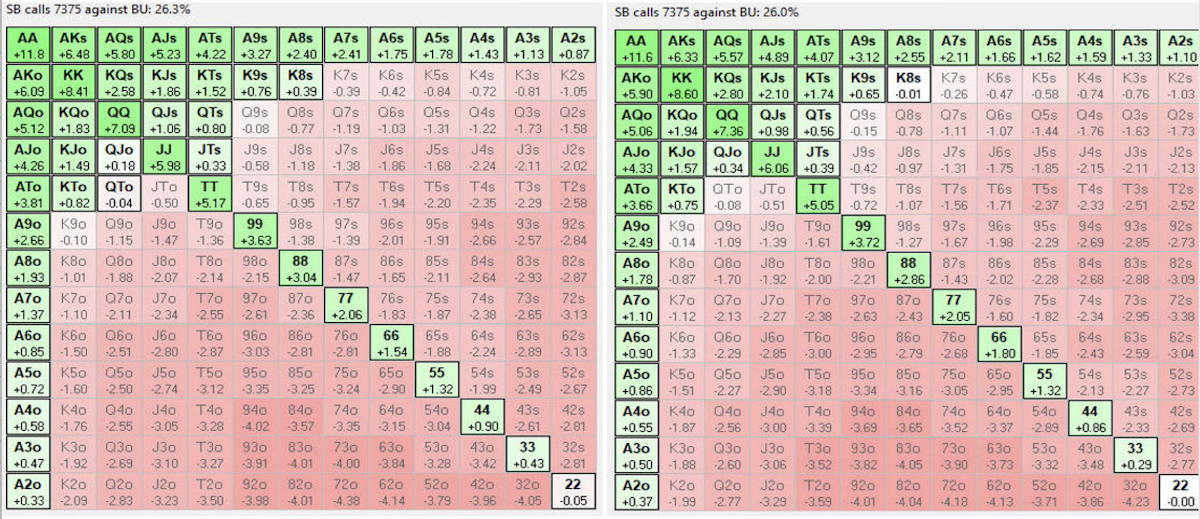 SB calls 7375 against BU: 26.3%
AA AKs AQs AJs ATs A9s A8s A7s A6s A5s A4s A3s A2s
+11.8 +6.48 +5.80 +5.23 +4.22 +3.27 +2.40 +2.41 +1.75 +1.78 +1.43 +1.13 +0.87
AKo KK KQs KJs KTs K9s K8s K7s K6s K5s K4s K3s K2s
+6.09 +8.41 +2.58 +1.86 +1.52 +0.76 +0.39 -0.39 -0.42 -0.84 -0.72 -0.81 -1.05
AQo KQo QQ QJs QTs Q9s Q8s Q7s Q6s Q5s Q4s Q3s Q2s
+5.12 +1.83 +7.09 +1.06 +0.80 -0.08 -0.77 -1.19 -1.03 -1.31 -1.22 -1.73 -1.58
AJo KJo QJo JJ JTs J9s J8s J7s J6s J5s J4s J3s J2s
+4.26 +1.49 +0.18 +5.98 +0.33 -0.58 -1.18 -1.38 -1.86 -1.68 -2.24 -2.11 -2.02
ATo KTo QTo JTo TT T9s T8s T7s T6s T5s T4s T3s T2s
+3.81 +0.82 -0.04 -0.50 +5.17 -0.65 -0.95 -1.57 -1.94 -2.20 -2.35 -2.29 -2.58
A9o K9o Q9o J9o T9o 99 98s 97s 96s 95s 94s 93s 92s
+2.66 -0.10 -1.15 -1.47 -1.36 +3.63 -1.38 -1.39 -2.01 -1.91 -2.66 -2.57 -2.84
A8o K8o Q8o J8o T8o 98o 88 87s 86s 85s 84s 83s 82s
+1.93 -1.01 -1.88 -2.07 -2.14 -2.15 +3.04 -1.47 -1.65 -2.11 -2.64 -2.93 -2.87
A7o K7o Q7o J7o T7o 97o 87o 77 76s 75s 74s 73s 72s
+1.37 -1.10 -2.11 -2.34 -2.55 -2.61 -2.36 +2.06 -1.83 -1.87 -2.38 -2.65 -3.13
A6o K6o Q6o J6o T6o 96o 86o 76o 66 65s 64s 63s 62s
+0.85 -1.50 -2.51 -2.80 -2.87 -3.03 -2.81 -2.81 +1.54 -1.88 -2.24 -2.89 -3.13
A5o K5o Q5o J5o T5o 95o 85o 75o 65o 55 54s 53s 52s
+0.72 -1.60 -2.50 -2.74 -3.12 -3.35 -3.25 -3.24 -2.90 +1.32 -1.99 -2.49 -2.67
A4o K4o Q4o J4o T4o 94o 84o 74o 64o 54o 44 43s 42s
+0.58 -1.76 -2.55 -3.05 -3.28 -4.02 -3.57 -3.35 -3.15 -3.04 +0.90 -2.61 -2.81
A3o K3o Q3o J3o T3o 93o 83o 73o 63o 53o 43o 33 32s
+0.47 -1.92 -2.69 -3.10 -3.27 -3.91 -4.01 -4.00 -3.84 -3.28 -3.42 +0.43 -2.81
A2o K2o Q2o J2o T2o 92o 82o 72o 62o 52o 42o 32o 22
+0.33 -2.09 -2.83 -3.23 -3.50 -3.98 -4.01 -4.38 -4.14 -3.79 -3.96 -4.05 -0.05
SB calls 7375 against BU: 26.0%
AA AKs AQs AJs ATs A9s A8s A7s A6s A5s A4s A3s A2s
+11.6 +6.33 +5.57 +4.89 +4.07 +3.12 +2.55 +2.11 +1.66 +1.62 +1.59 +1.33 +1.10
AKo KK KQs KJs KTs K9s K8s K7s K6s K5s K4s K3s K2s
+5.90 +8.60 +2.80 +2.10 +1.74 +0.65 -0.01 -0.26 -0.47 -0.58 -0.74 -0.76 -1.03
AQo KQo QQ QJs QTs Q9s Q8s Q7s Q6s Q5s Q4s Q3s Q2s
+5.06 +1.94 +7.36 +0.98 +0.56 -0.15 -0.78 -1.11 -1.07 -1.44 -1.76 -1.63 -1.73
AJo KJo QJo JJ JTs J9s J8s J7s J6s J5s J4s J3s J2s
+4.33 +1.57 +0.34 +6.06 +0.39 -0.42 -0.97 -1.31 -1.75 -1.85 -2.15 -2.11 -2.13
ATo KTo QTo JTo TT T9s T8s T7s T6s T5s T4s T3s T2s
+3.66 +0.75 -0.08 -0.51 +5.05 -0.72 -1.07 -1.56 -1.71 -2.37 -2.33 -2.51 -2.52
A9o K9o Q9o J9o T9o 99 98s 97s 96s 95s 94s 93s 92s
+2.49 -0.14 -1.09 -1.39 -1.61 +3.72 -1.27 -1.67 -1.98 -2.29 -2.69 -2.85 -2.73
A8o K8o Q8o J8o T8o 98o 88 87s 86s 85s 84s 83s 82s
+1.78 -0.87 -1.70 -1.92 -2.00 -2.21 +2.86 -1.43 -2.02 -2.28 -2.68 -2.88 -3.09
A7o K7o Q7o J7o T7o 97o 87o 77 76s 75s 74s 73s 72s
+1.10 -1.12 -2.13 -2.27 -2.38 -2.63 -2.43 +2.05 -1.60 -1.82 -2.34 -2.95 -3.38
A6o K6o Q6o J6o T6o 96o 86o 76o 66 65s 64s 63s 62s
+0.90 -1.33 -2.29 -2.85 -3.00 -2.95 -2.79 -2.68 +1.80 -1.85 -2.43 -2.59 -3.04
A5o K5o Q5o J5o T5o 95o 85o 75o 65o 55 54s 53s 52s
+0.86 -1.51 -2.27 -2.90 -3.18 -3.34 -3.16 -3.05 -2.95 +1.32 -2.13 -2.27 -2.73
A4o K4o Q4o J4o T4o 94o 84o 74o 64o 54o 44 43s 42s
+0.55 -1.87 -2.56 -3.00 -3.39 -3.69 -3.65 -3.52 -3.37 -2.89 +0.86 -2.33 -2.69
A3o K3o Q3o J3o T3o 93o 83o 73o 63o 53o 43o 33 32s
+0.50 -1.88 -2.60 -3.06 -3.52 -3.82 -4.05 -3.90 -3.73 -3.32 -3.48 +0.29 -2.77
A2o K2o Q2o J2o T2o 92o 82o 72o 62o 52o 42o 32o 22
+0.37 -1.99 -2.77 -3.29 -3.59 -4.01 -4.04 -4.18 -4.13 -3.71 -3.86 -4.23 -0.00